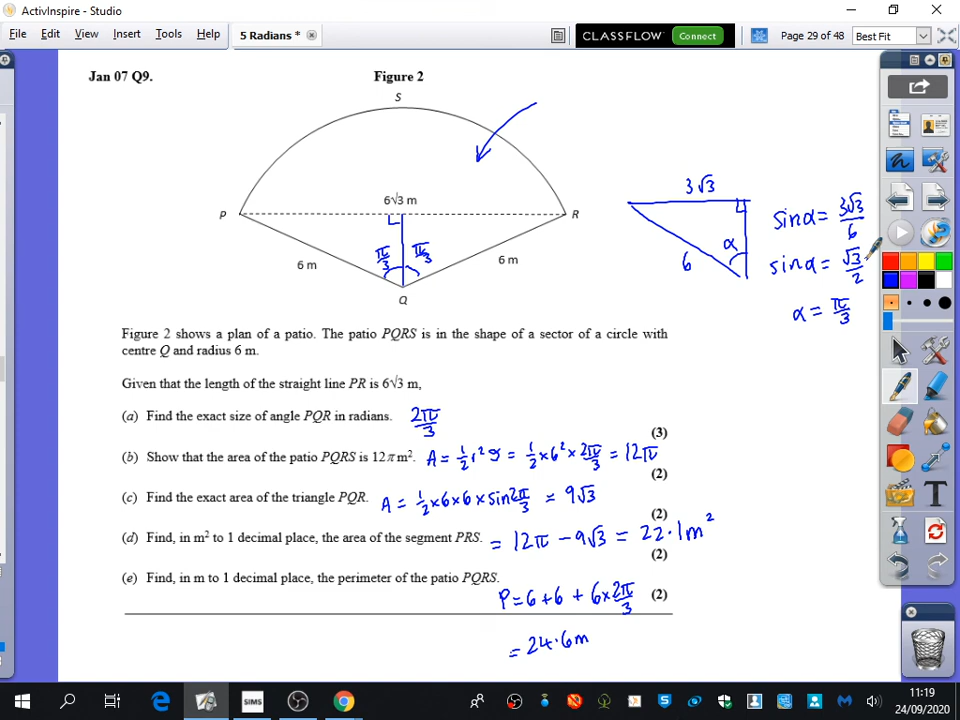 ActivInspire - Studio
File Edit View Insert Tools Help 5 Radians * CLASSFLOW Connect Page 29 of 48 Best Fit
Jan 07 Q9. Figure 2
S
6√3 m
P R
π/3 π/3
6 m 6 m
Q
3√3
α
6
sinα = 3√3/6
sinα = √3/2
α = π/3
Figure 2 shows a plan of a patio. The patio PQRS is in the shape of a sector of a circle with
centre Q and radius 6 m.
Given that the length of the straight line PR is 6√3 m,
(a) Find the exact size of angle PQR in radians. 2π/3
(3)
(b) Show that the area of the patio PQRS is 12π m². A = ½r²θ = ½×6²×2π/3 = 12π
(2)
(c) Find the exact area of the triangle PQR. A = ½×6×6×sin2π/3 = 9√3
(2)
(d) Find, in m² to 1 decimal place, the area of the segment PRS. = 12π − 9√3 = 22.1m²
(2)
(e) Find, in m to 1 decimal place, the perimeter of the patio PQRS.
P = 6+6 + 6×2π/3 (2)
= 24.6m
SIMS
11:19
24/09/2020